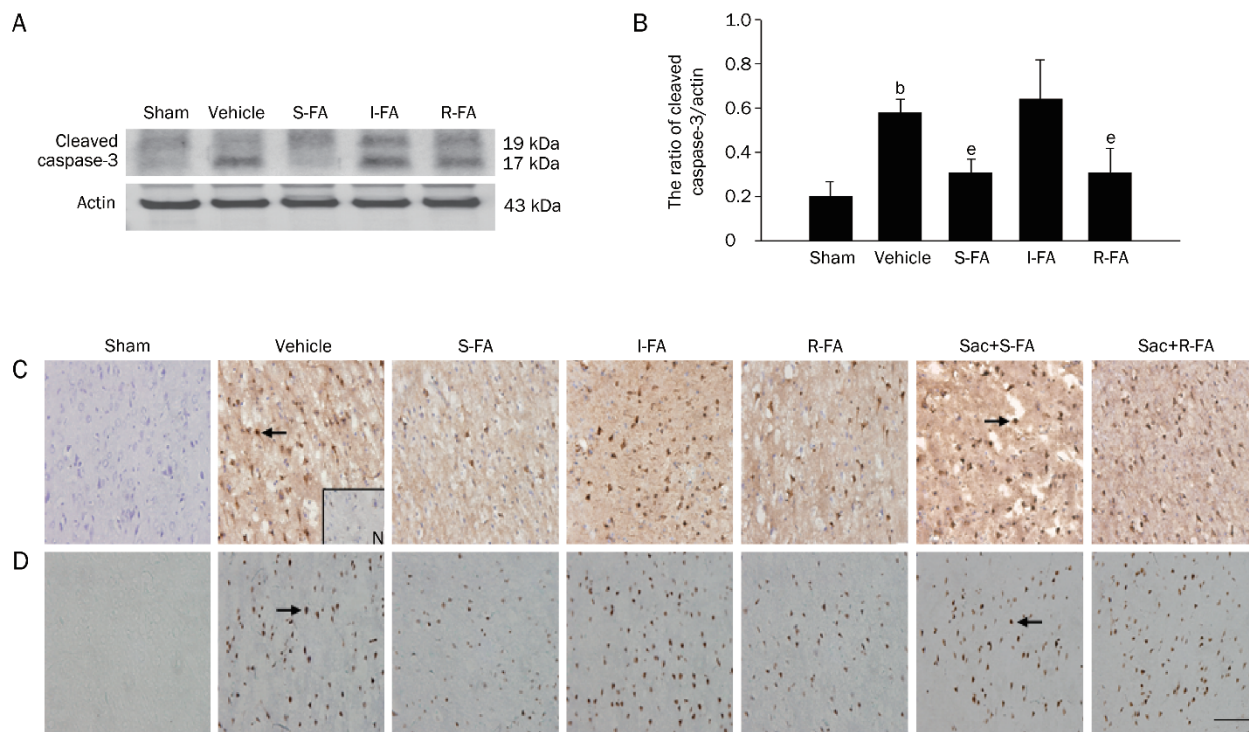 A
Sham Vehicle S-FA I-FA R-FA
Cleaved
caspase-3
19 kDa
17 kDa
Actin
43 kDa
B
The ratio of cleaved
caspase-3/actin
1.0
0.8
0.6
0.4
0.2
0
b
e
e
Sham Vehicle S-FA I-FA R-FA
Sham Vehicle S-FA I-FA R-FA Sac+S-FA Sac+R-FA
C
N
D